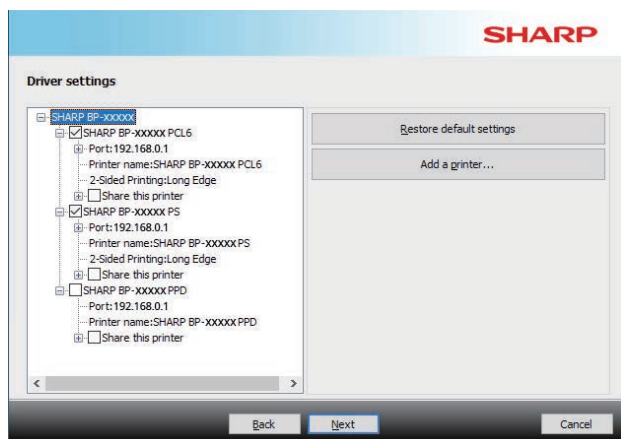 SHARP
Driver settings
SHARP BP-xxxxx
SHARP BP-xxxxx PCL6
Port:192.168.0.1
Printer name:SHARP BP-xxxxx PCL6
2-Sided Printing:Long Edge
Share this printer
SHARP BP-xxxxx PS
Port:192.168.0.1
Printer name:SHARP BP-xxxxx PS
2-Sided Printing:Long Edge
Share this printer
SHARP BP-xxxxx PPD
Port:192.168.0.1
Printer name:SHARP BP-xxxxx PPD
Share this printer
Restore default settings
Add a printer...
Back
Next
Cancel